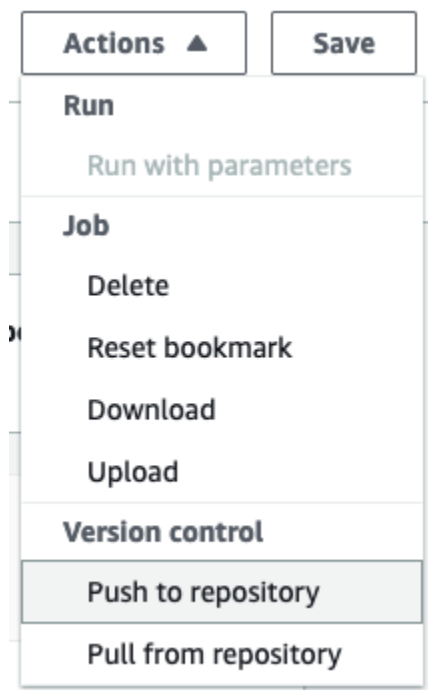 Actions ▲ Save
Run
Run with parameters
Job
Delete
Reset bookmark
Download
Upload
Version control
Push to repository
Pull from repository